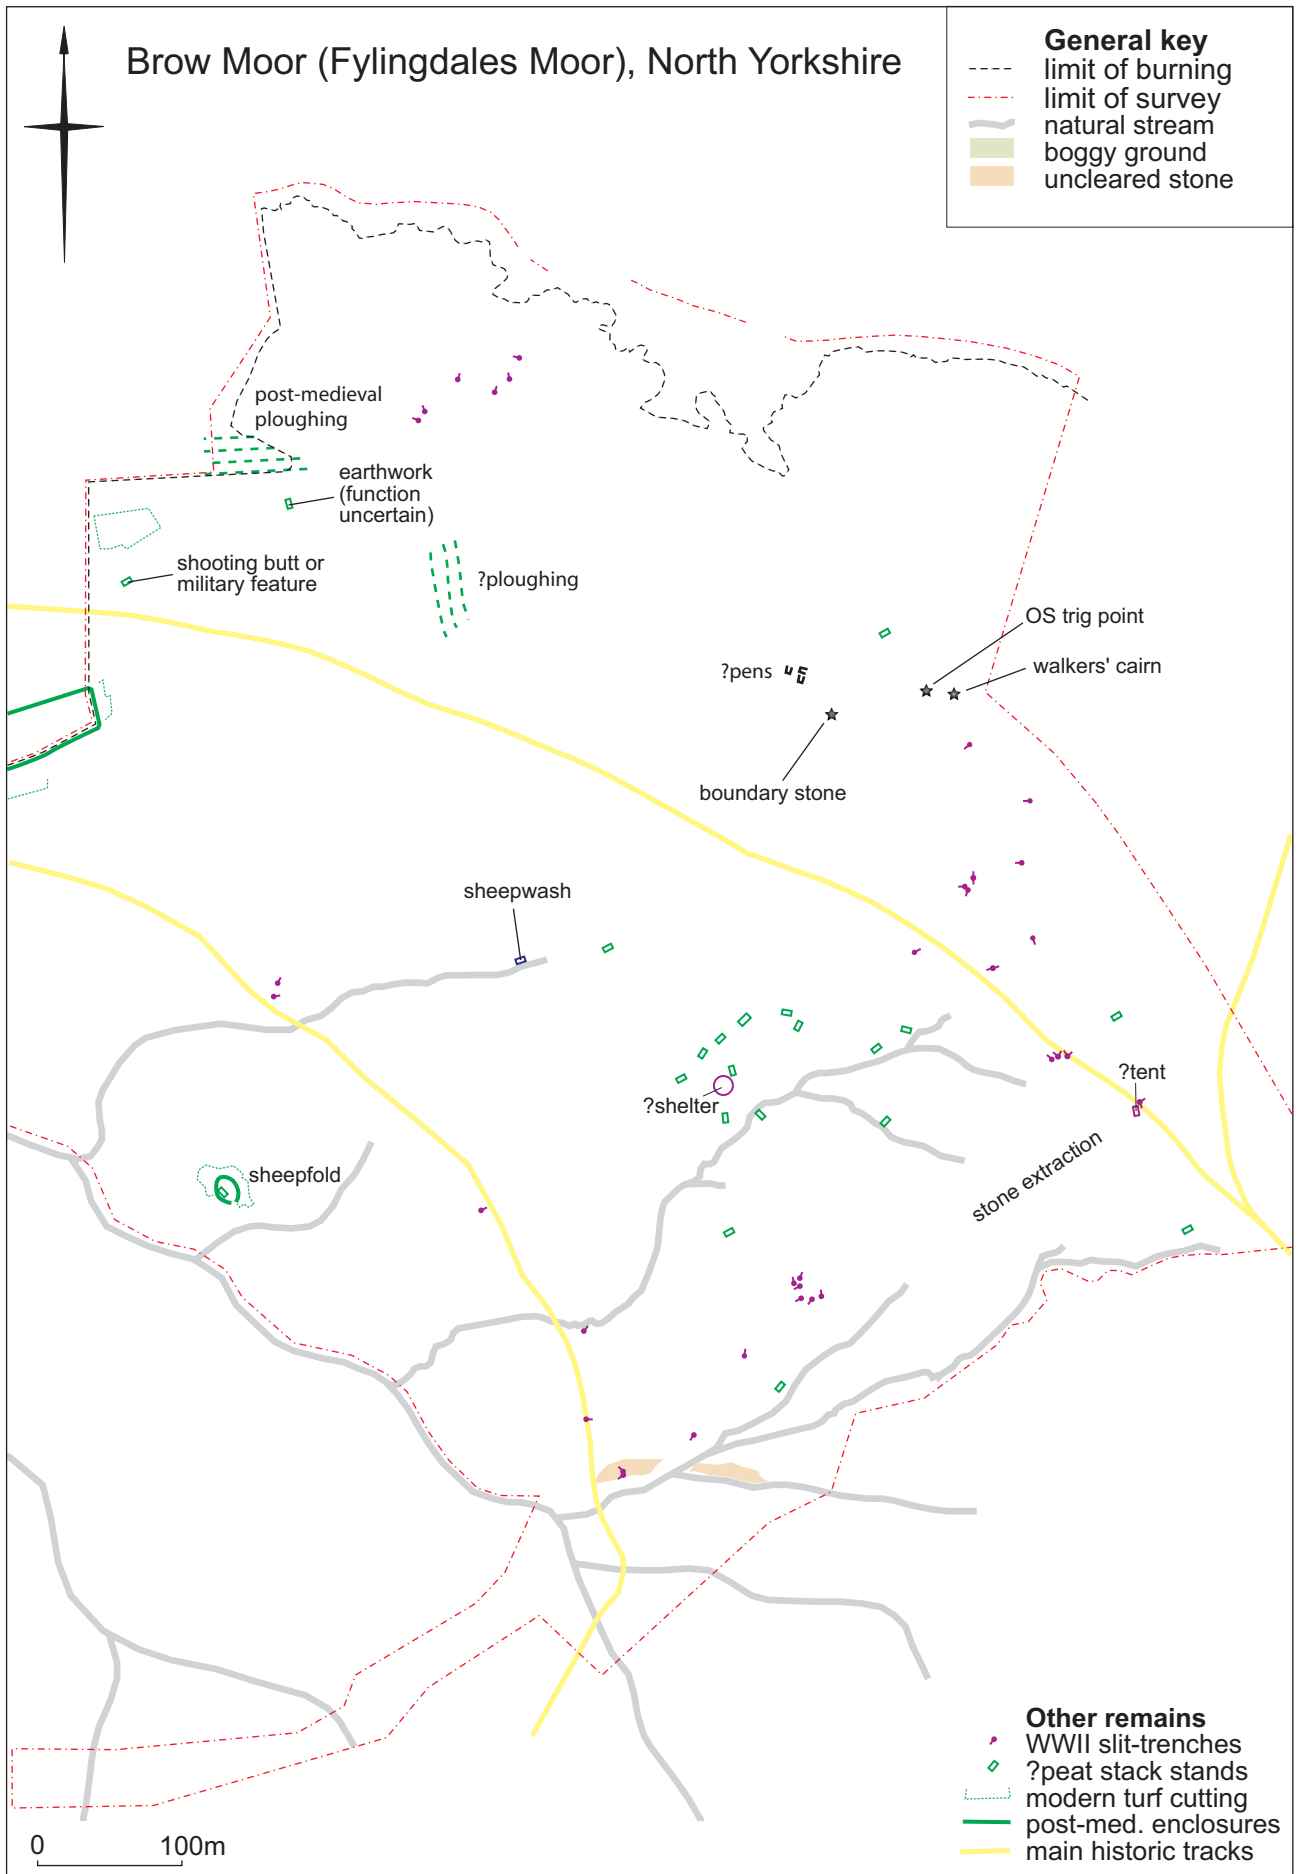 Brow Moor (Fylingdales Moor), North Yorkshire
General key
limit of burning
limit of survey
natural stream
boggy ground
uncleared stone
post-medieval
ploughing
earthwork
(function
uncertain)
shooting butt or
military feature
?ploughing
OS trig point
walkers' cairn
?pens
boundary stone
sheepwash
?tent
?shelter
stone extraction
sheepfold
Other remains
WWII slit-trenches
?peat stack stands
modern turf cutting
post-med. enclosures
main historic tracks
0 100m